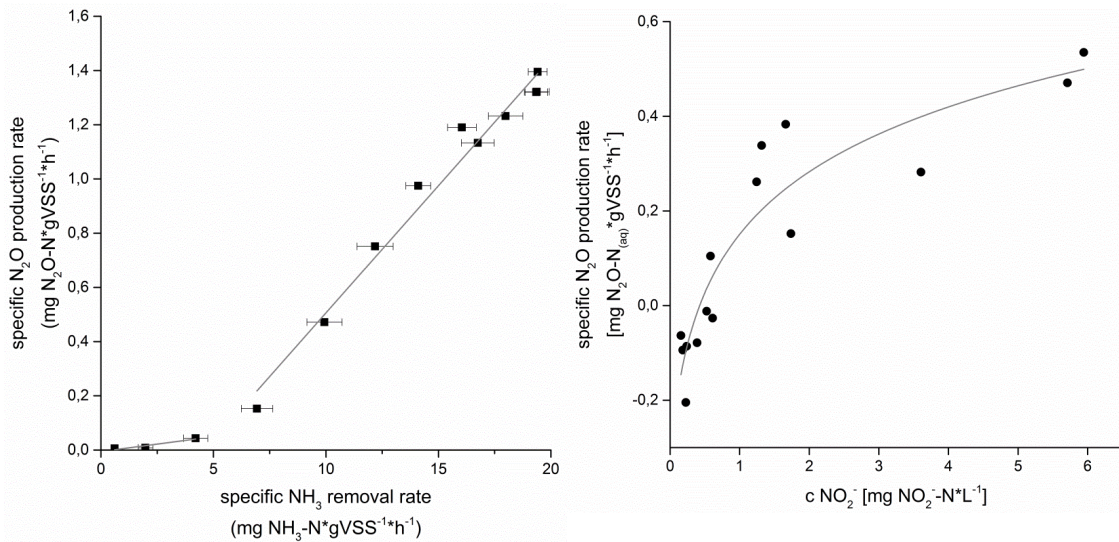 1,6
1,4
1,2
1,0
0,8
0,6
0,4
0,2
0,0
0 5 10 15 20
specific N₂O production rate
(mg N₂O-N*gVSS⁻¹*h⁻¹)
specific NH₃ removal rate
(mg NH₃-N*gVSS⁻¹*h⁻¹)
0,6
0,4
0,2
0,0
-0,2
0 1 2 3 4 5 6
specific N₂O production rate
[mg N₂O-N₍aq₎*gVSS⁻¹*h⁻¹]
c NO₂⁻ [mg NO₂⁻-N*L⁻¹]